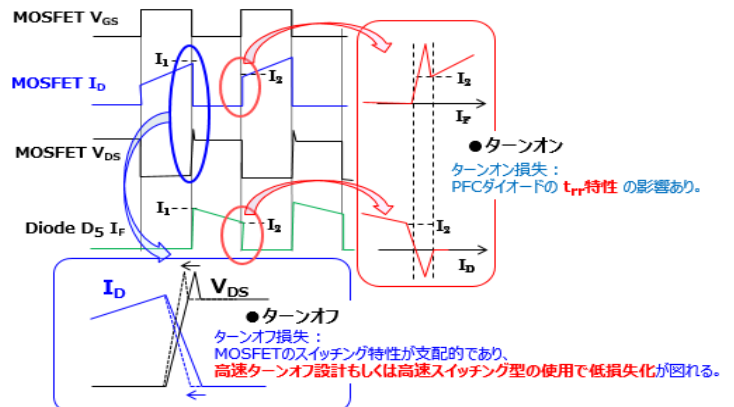 MOSFET VGS
MOSFET ID
MOSFET VDS
Diode D5 IF
I1
I2
I1
I2
I2
IF
●ターンオン
ターンオン損失：
PFCダイオードの trr特性 の影響あり。
I2
ID
ID
VDS
●ターンオフ
ターンオフ損失：
MOSFETのスイッチング特性が支配的であり、
高速ターンオフ設計もしくは高速スイッチング型の使用で低損失化が図れる。